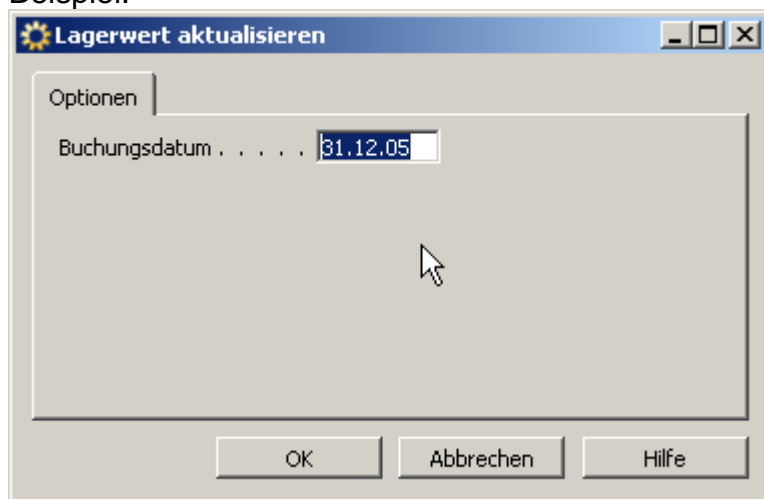 Beispiel:
Lagerwert aktualisieren
Optionen
Buchungsdatum . . . . . 31.12.05
OK Abbrechen Hilfe